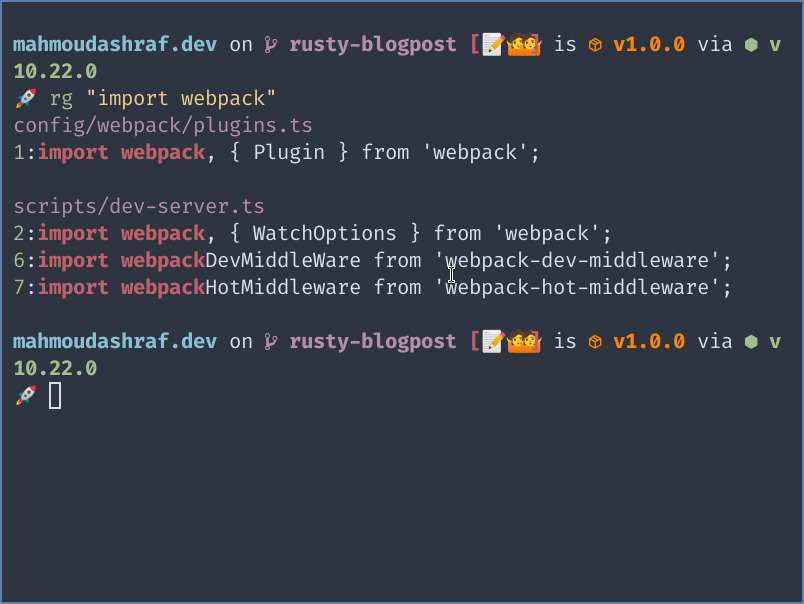 mahmoudashraf.dev on rusty-blogpost [📝🤷 is 📦 v1.0.0 via ⬢ v
10.22.0
🚀 rg "import webpack"
config/webpack/plugins.ts
1:import webpack, { Plugin } from 'webpack';
scripts/dev-server.ts
2:import webpack, { WatchOptions } from 'webpack';
6:import webpackDevMiddleWare from 'webpack-dev-middleware';
7:import webpackHotMiddleware from 'webpack-hot-middleware';
mahmoudashraf.dev on rusty-blogpost [📝🤷 is 📦 v1.0.0 via ⬢ v
10.22.0
🚀